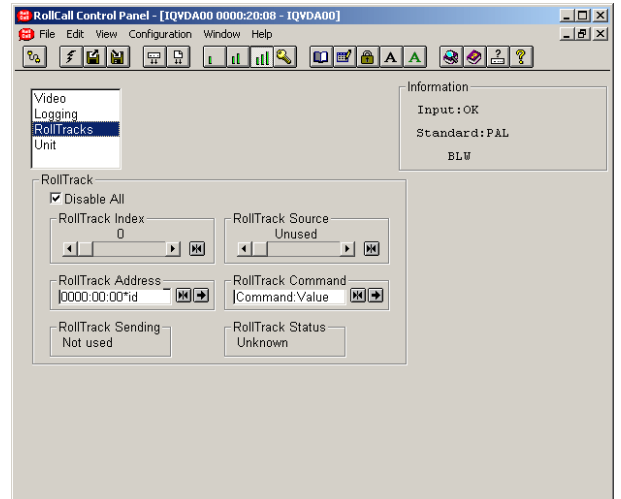 RollCall Control Panel - [IQVDA00 0000:20:08 - IQVDA00]
File Edit View Configuration Window Help
A A ?
Video
Logging
RollTracks
Unit
Information
Input:OK
Standard:PAL
BLW
RollTrack
Disable All
RollTrack Index
0
RollTrack Source
Unused
RollTrack Address
0000:00:00*id
RollTrack Command
Command:Value
RollTrack Sending
Not used
RollTrack Status
Unknown